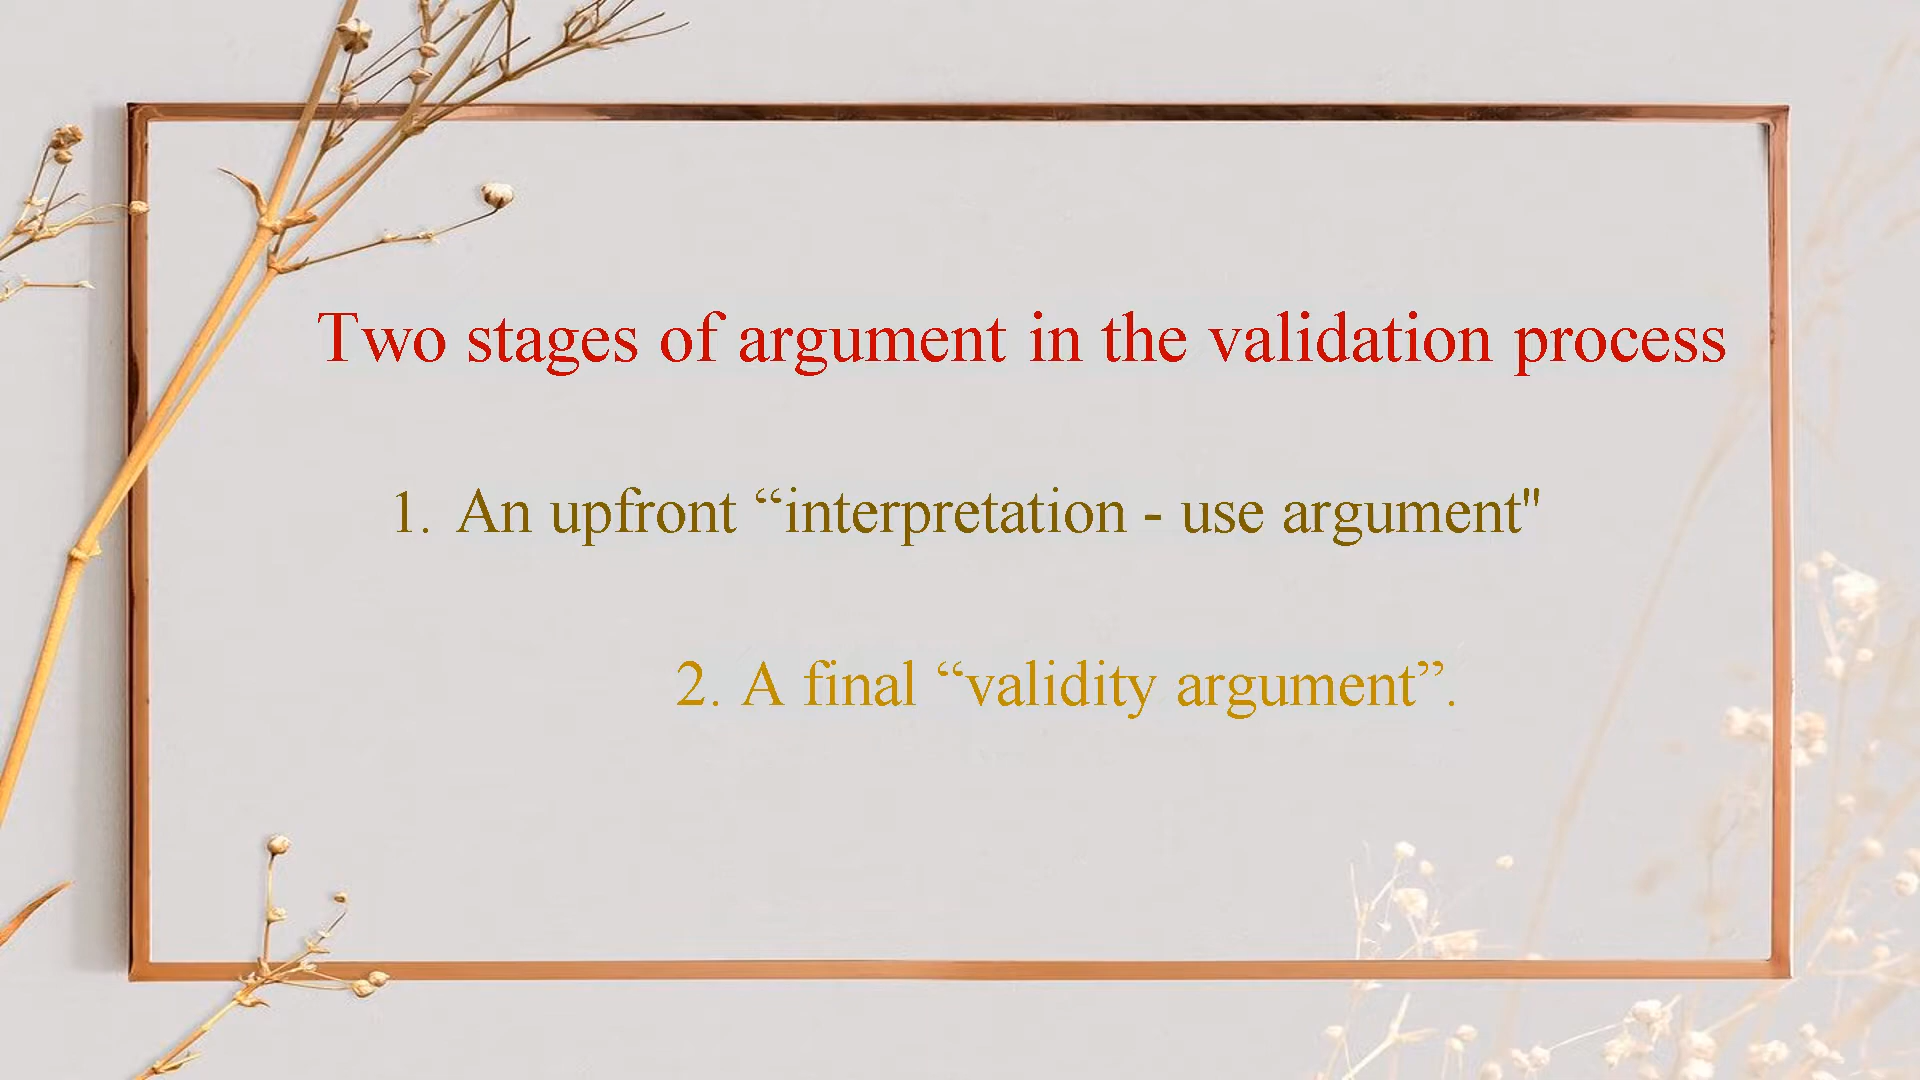 Two stages of argument in the validation process
1. An upfront “interpretation - use argument"
2. A final “validity argument”.